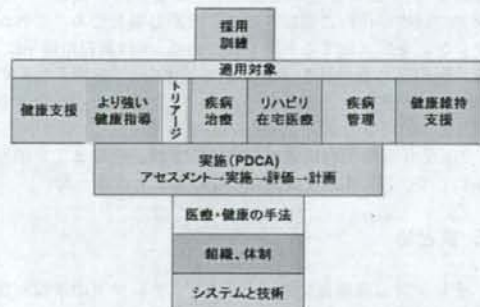 採用
訓練
適用対象
健康支援
より強い
健康指導
トリアージ
疾病
治療
リハビリ
在宅医療
疾病
管理
健康維持
支援
実施(PDCA)
アセスメント→実施→評価→計画
医療・健康の手法
組織、体制
システムと技術